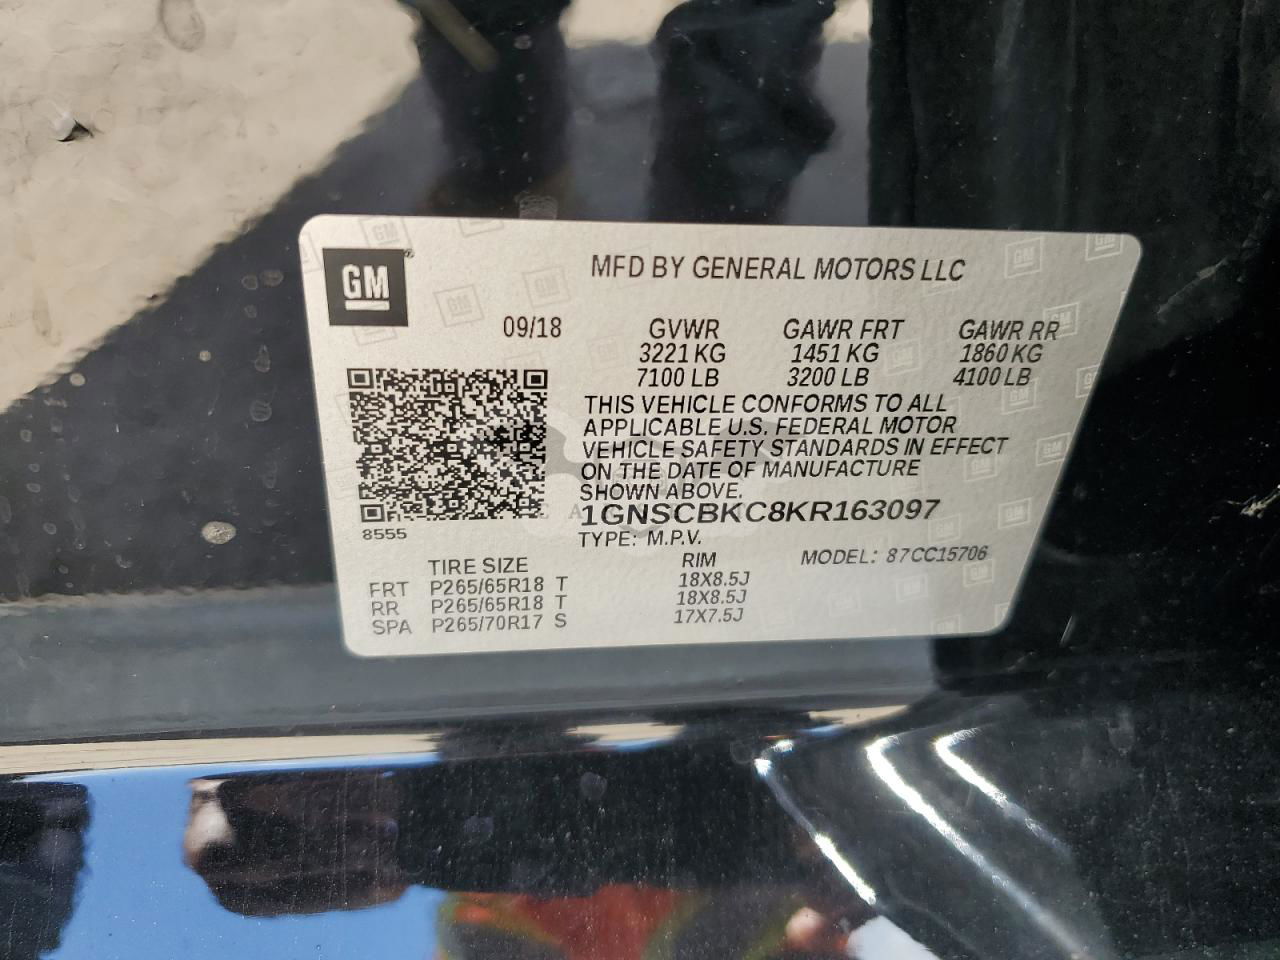 GM
MFD BY GENERAL MOTORS LLC
09/18 GVWR GAWR FRT GAWR RR
3221 KG 1451 KG 1860 KG
7100 LB 3200 LB 4100 LB
THIS VEHICLE CONFORMS TO ALL
APPLICABLE U.S. FEDERAL MOTOR
VEHICLE SAFETY STANDARDS IN EFFECT
ON THE DATE OF MANUFACTURE
SHOWN ABOVE.
1GNSCBKC8KR163097
8555
TYPE: M.P.V. MODEL: 87CC15706
TIRE SIZE RIM
FRT P265/65R18 T 18X8.5J
RR P265/65R18 T 18X8.5J
SPA P265/70R17 S 17X7.5J